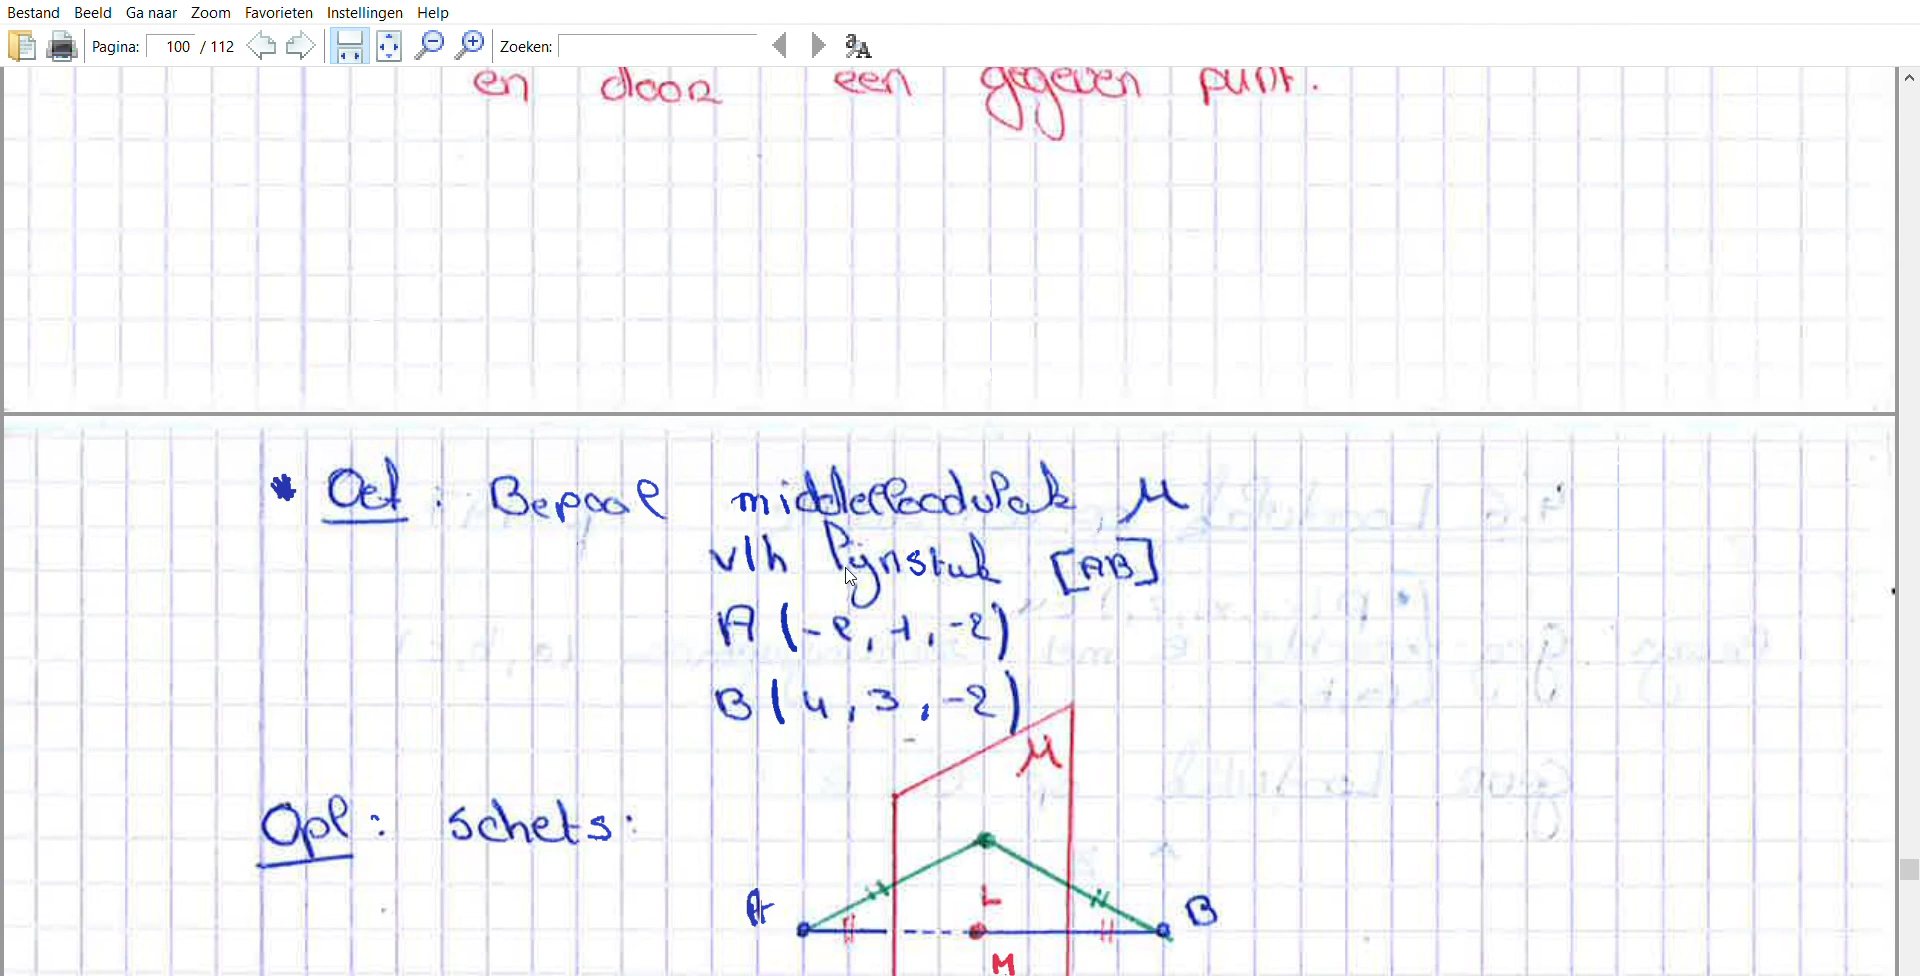 Bestand Beeld Ga naar Zoom Favorieten Instellingen Help
Pagina: 100 / 112 Zoeken:
en door een gegeven punt.
* Oef: Bepaal middelloodvlak μ
v/h lijnstuk [AB]
A (-2, 1, -2)
B (4, 3, -2)
μ
Opl: schets:
A
B
M